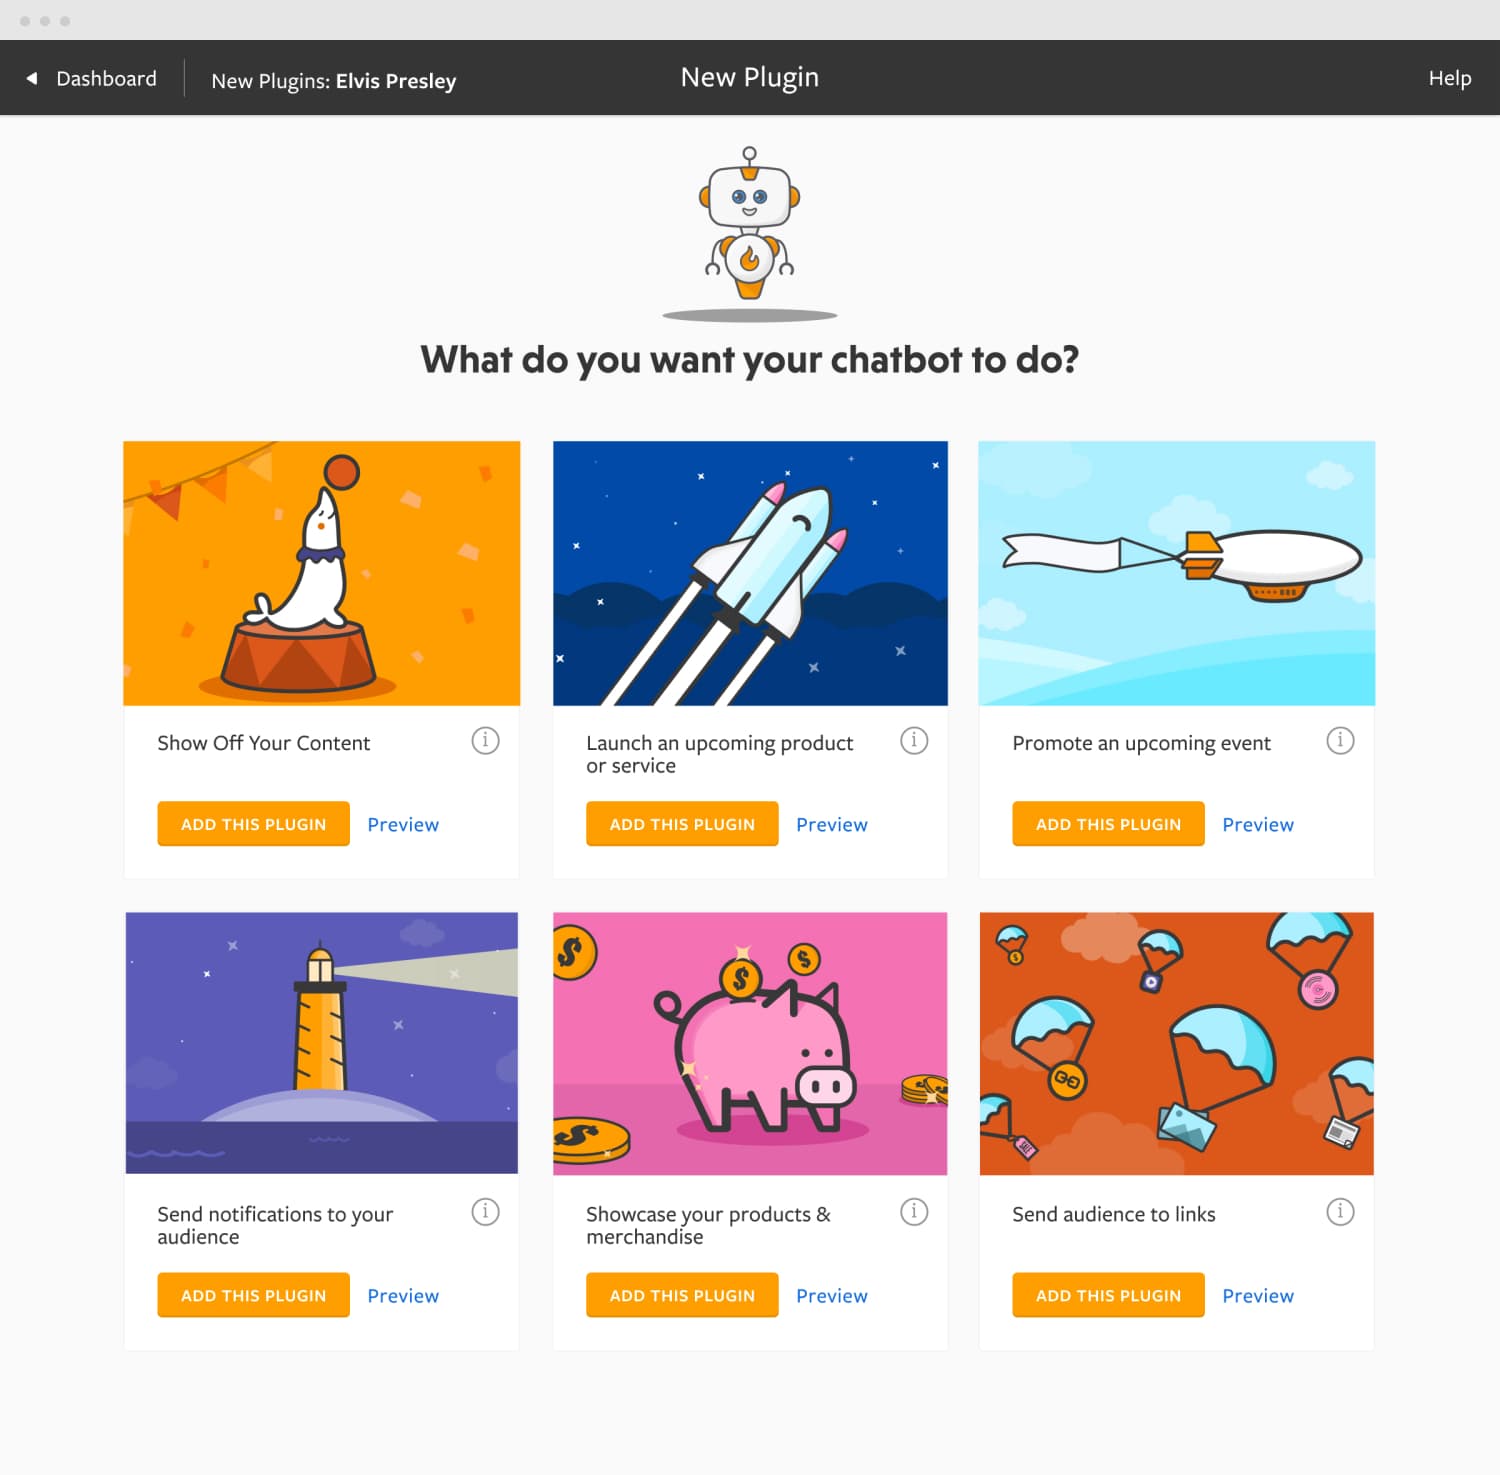 Dashboard
New Plugins: Elvis Presley
New Plugin
Help
What do you want your chatbot to do?
Show Off Your Content
ADD THIS PLUGIN
Preview
Launch an upcoming product
or service
ADD THIS PLUGIN
Preview
Promote an upcoming event
ADD THIS PLUGIN
Preview
$
$
$
$
$
SALE
Send notifications to your
audience
ADD THIS PLUGIN
Preview
Showcase your products &
merchandise
ADD THIS PLUGIN
Preview
Send audience to links
ADD THIS PLUGIN
Preview